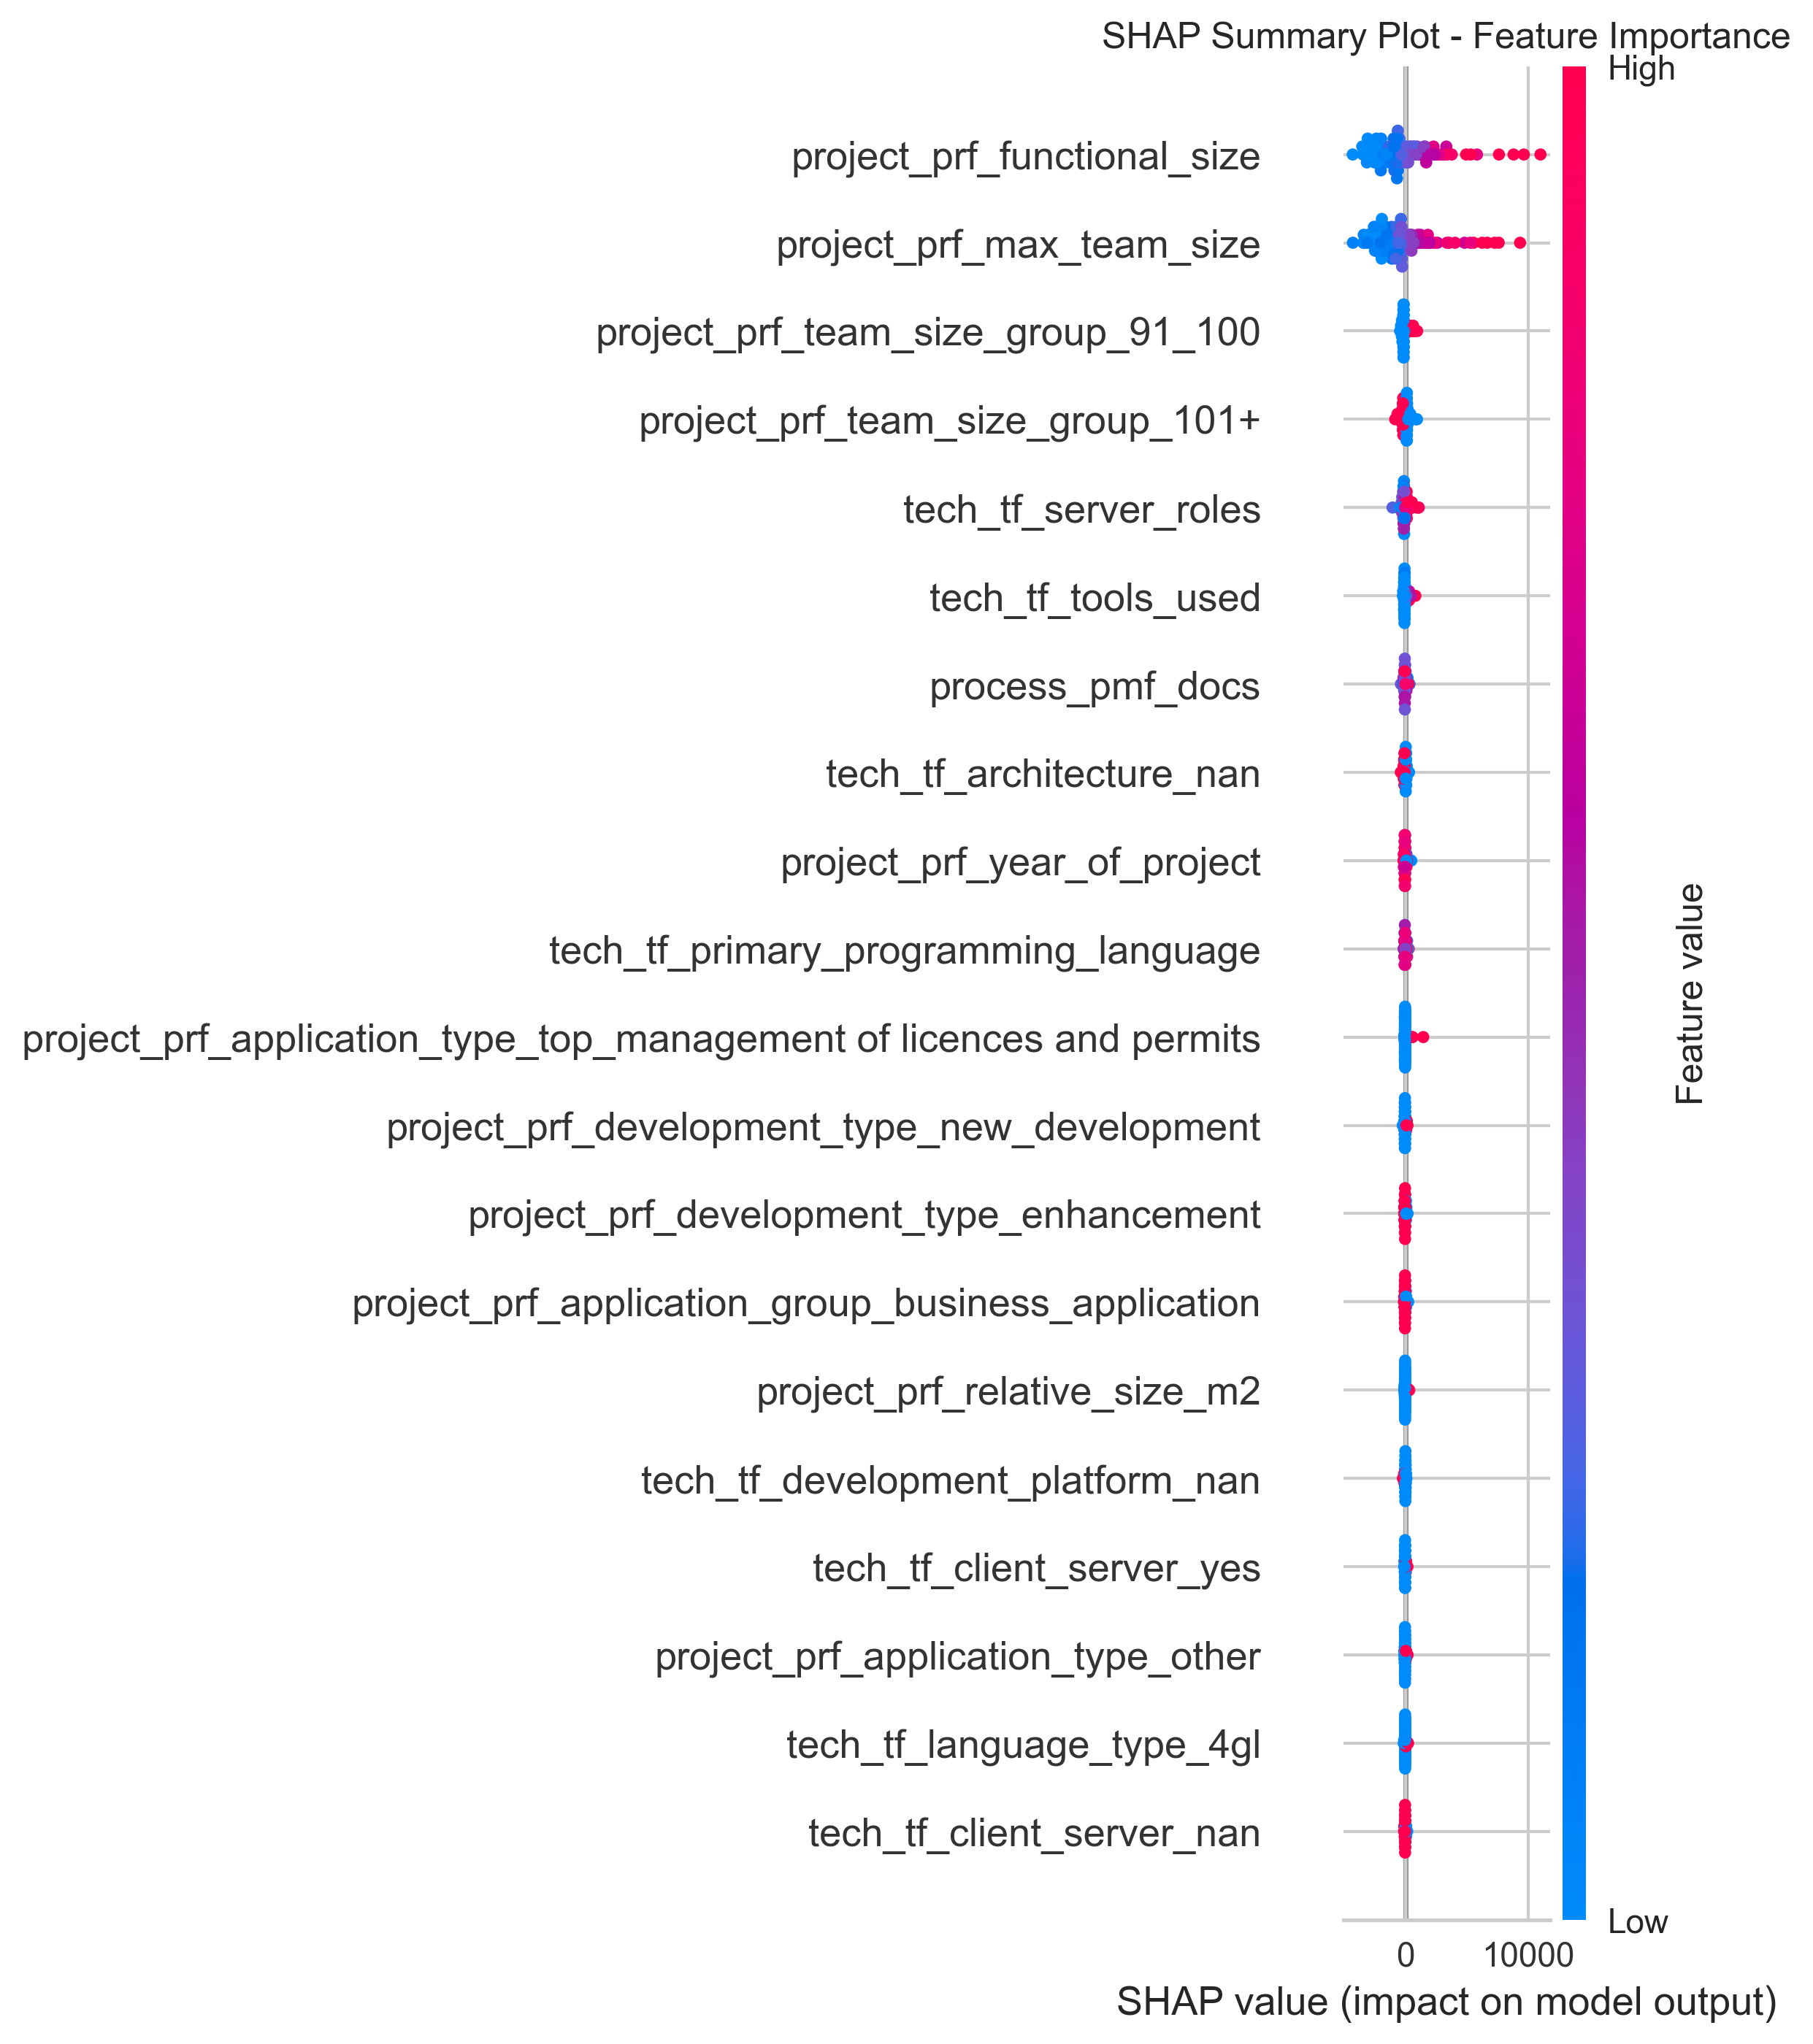 SHAP Summary Plot - Feature Importance
High
project_prf_functional_size
project_prf_max_team_size
project_prf_team_size_group_91_100
project_prf_team_size_group_101+
tech_tf_server_roles
tech_tf_tools_used
process_pmf_docs
tech_tf_architecture_nan
project_prf_year_of_project
tech_tf_primary_programming_language
project_prf_application_type_top_management of licences and permits
project_prf_development_type_new_development
project_prf_development_type_enhancement
project_prf_application_group_business_application
project_prf_relative_size_m2
tech_tf_development_platform_nan
tech_tf_client_server_yes
project_prf_application_type_other
tech_tf_language_type_4gl
tech_tf_client_server_nan
Feature value
Low
0 10000
SHAP value (impact on model output)